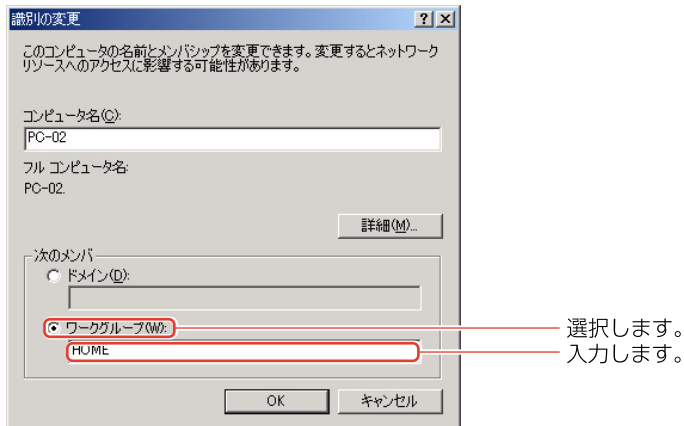 識別の変更
このコンピュータの名前とメンバシップを変更できます。変更するとネットワーク
リソースへのアクセスに影響する可能性があります。
コンピュータ名(C):
PC-02
フル コンピュータ名:
PC-02.
詳細(M)...
次のメンバ
ドメイン(D):
ワークグループ(W):
選択します。
HOME
入力します。
OK
キャンセル